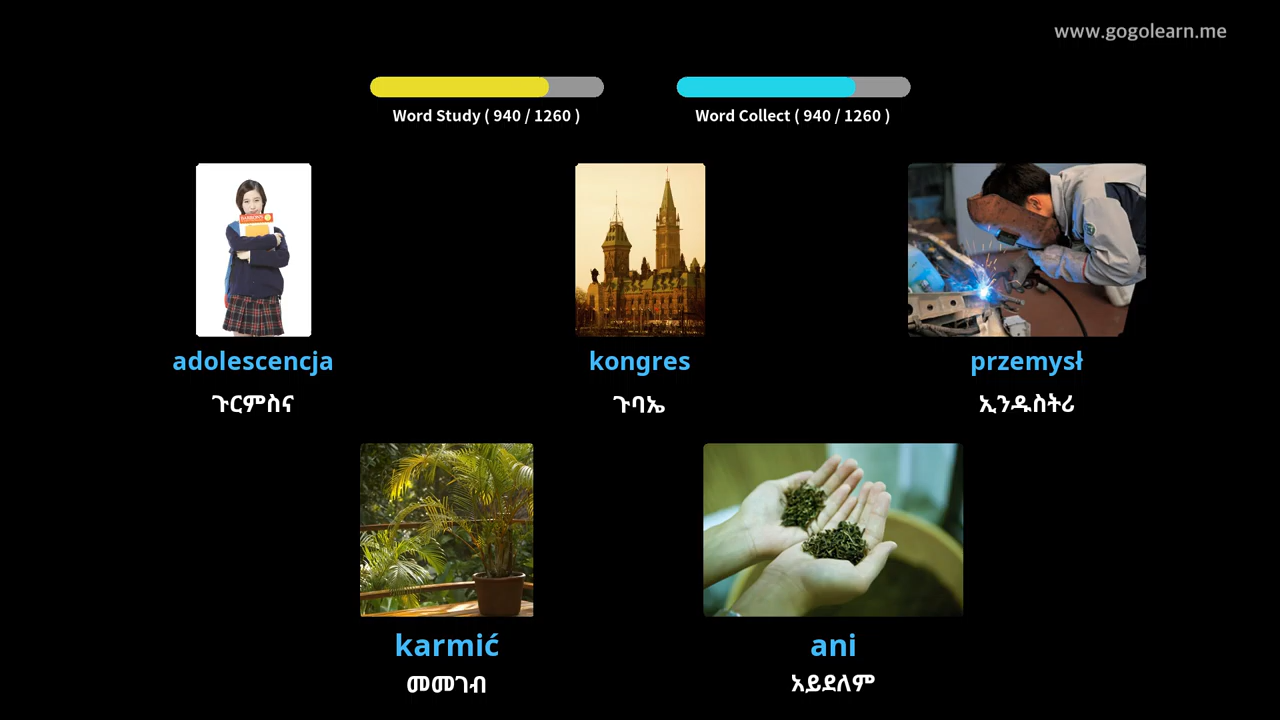 www.gogolearn.me
Word Study ( 940 / 1260 )
Word Collect ( 940 / 1260 )
adolescencja
ጉርምስና
kongres
ጉባኤ
przemysł
ኢንዱስትሪ
karmić
መመገብ
ani
አይደለም